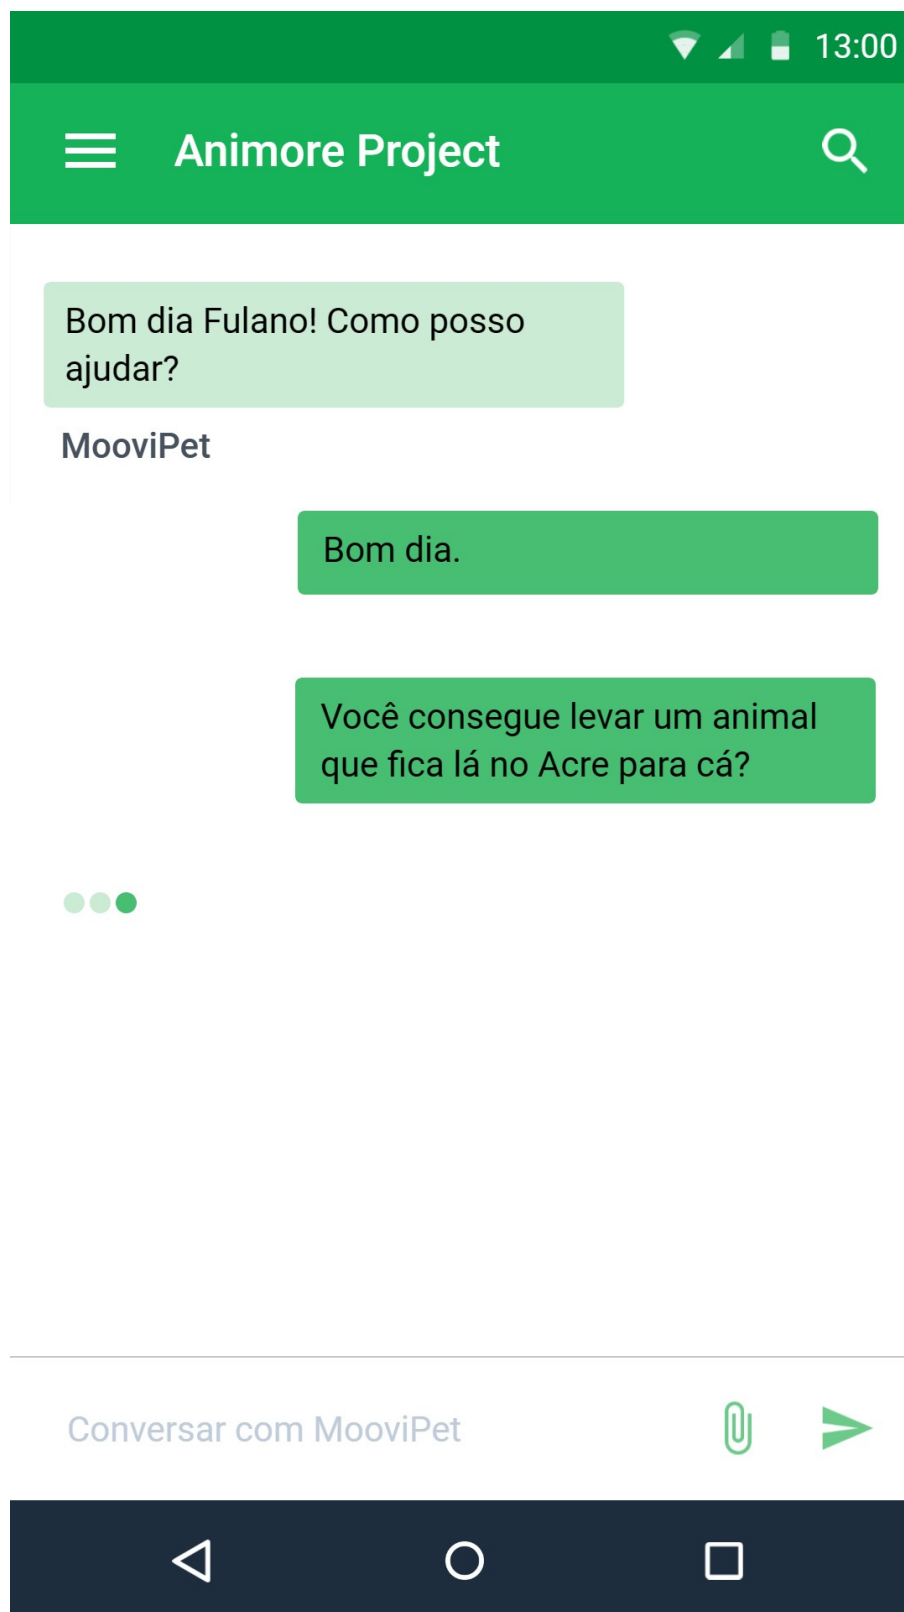 13:00
Animore Project
Bom dia Fulano! Como posso
ajudar?
MooviPet
Bom dia.
Você consegue levar um animal
que fica lá no Acre para cá?
Conversar com MooviPet